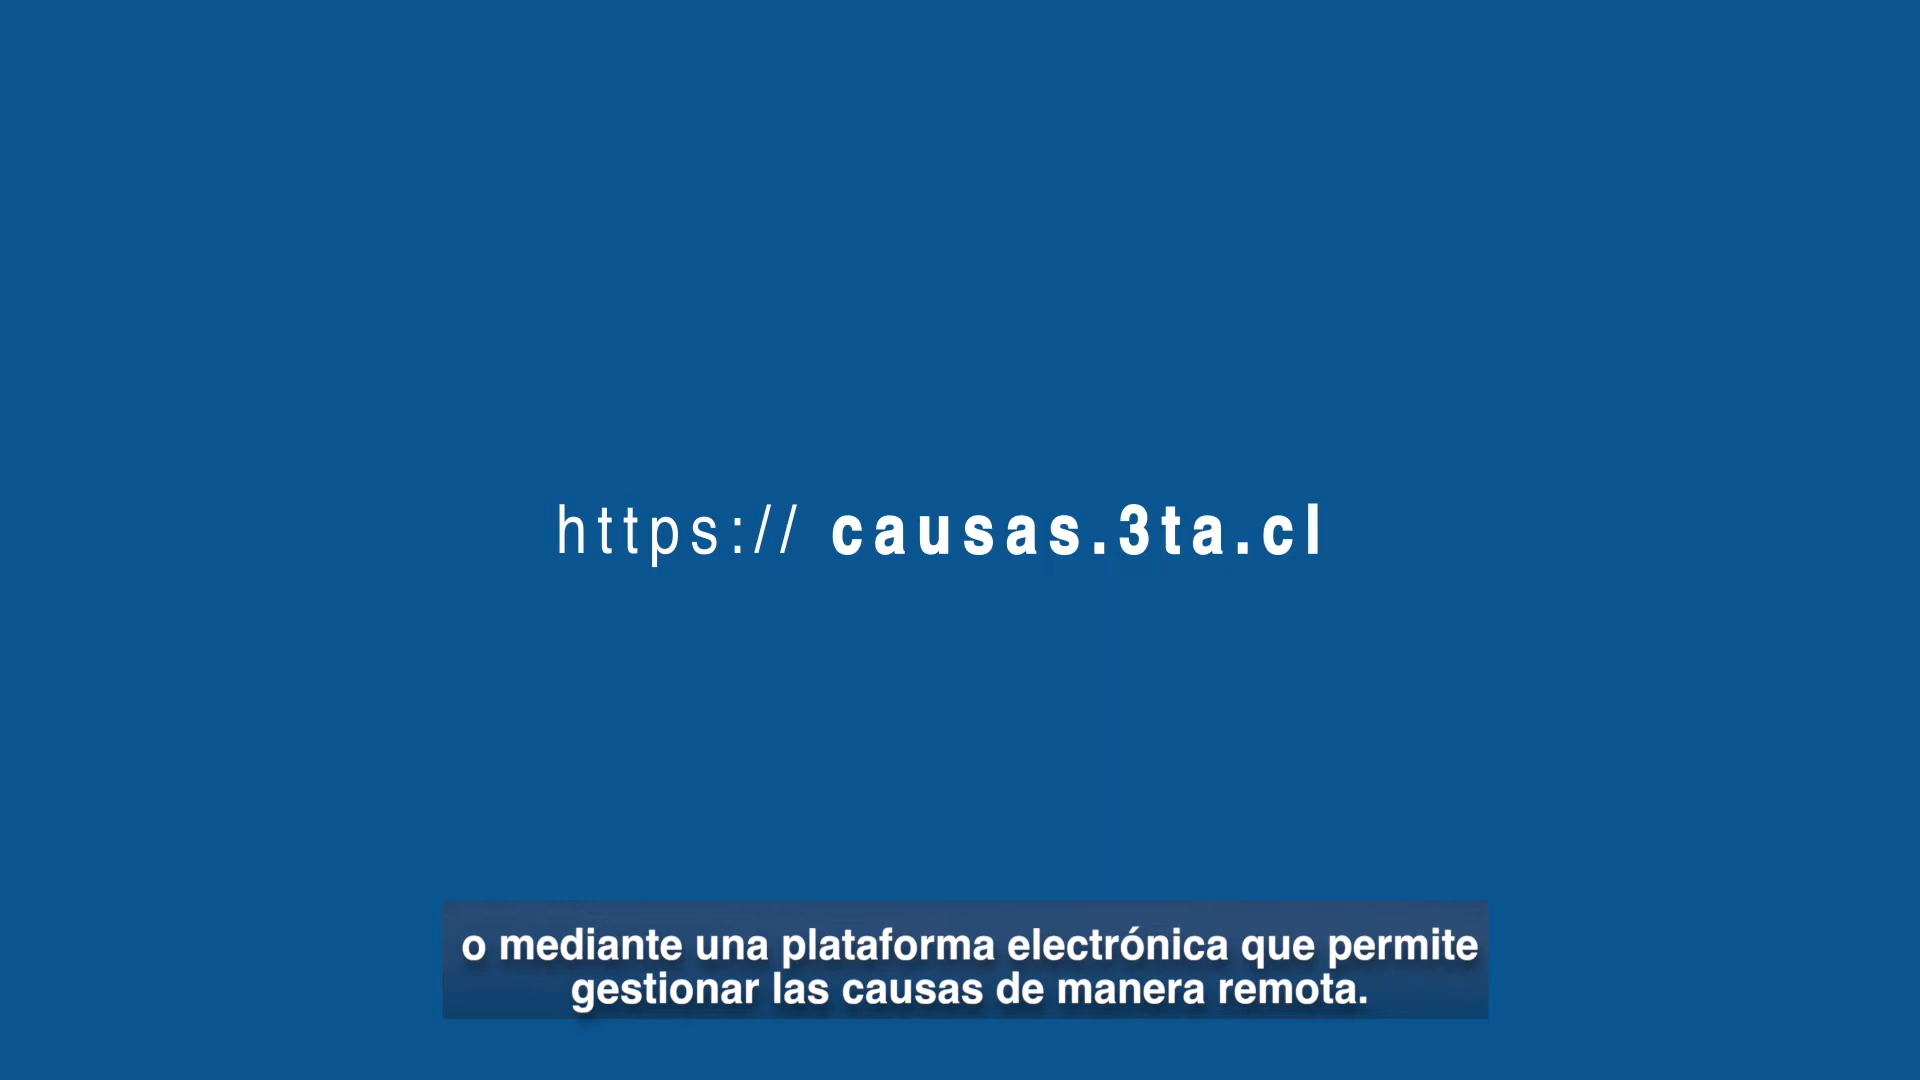 https:// causas.3ta.cl
o mediante una plataforma electrónica que permite
gestionar las causas de manera remota.